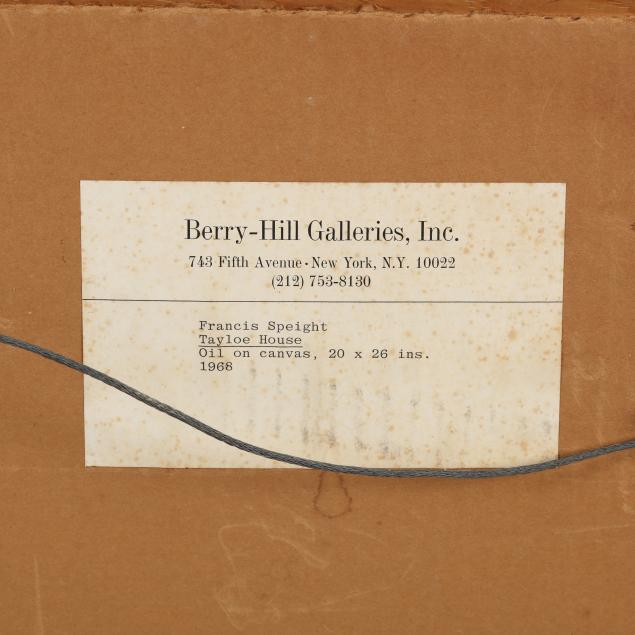 Berry-Hill Galleries, Inc.
743 Fifth Avenue • New York, N.Y. 10022
(212) 753-8130
Francis Speight
Tayloe House
Oil on canvas, 20 x 26 ins.
1968